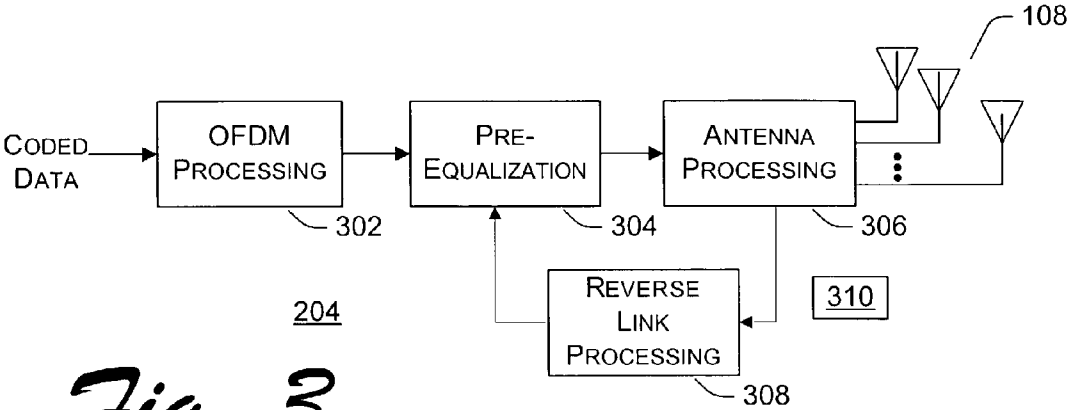 108
CODED
DATA
OFDM
PROCESSING
302
PRE-
EQUALIZATION
304
ANTENNA
PROCESSING
306
REVERSE
LINK
PROCESSING
308
310
204
Fig. 3